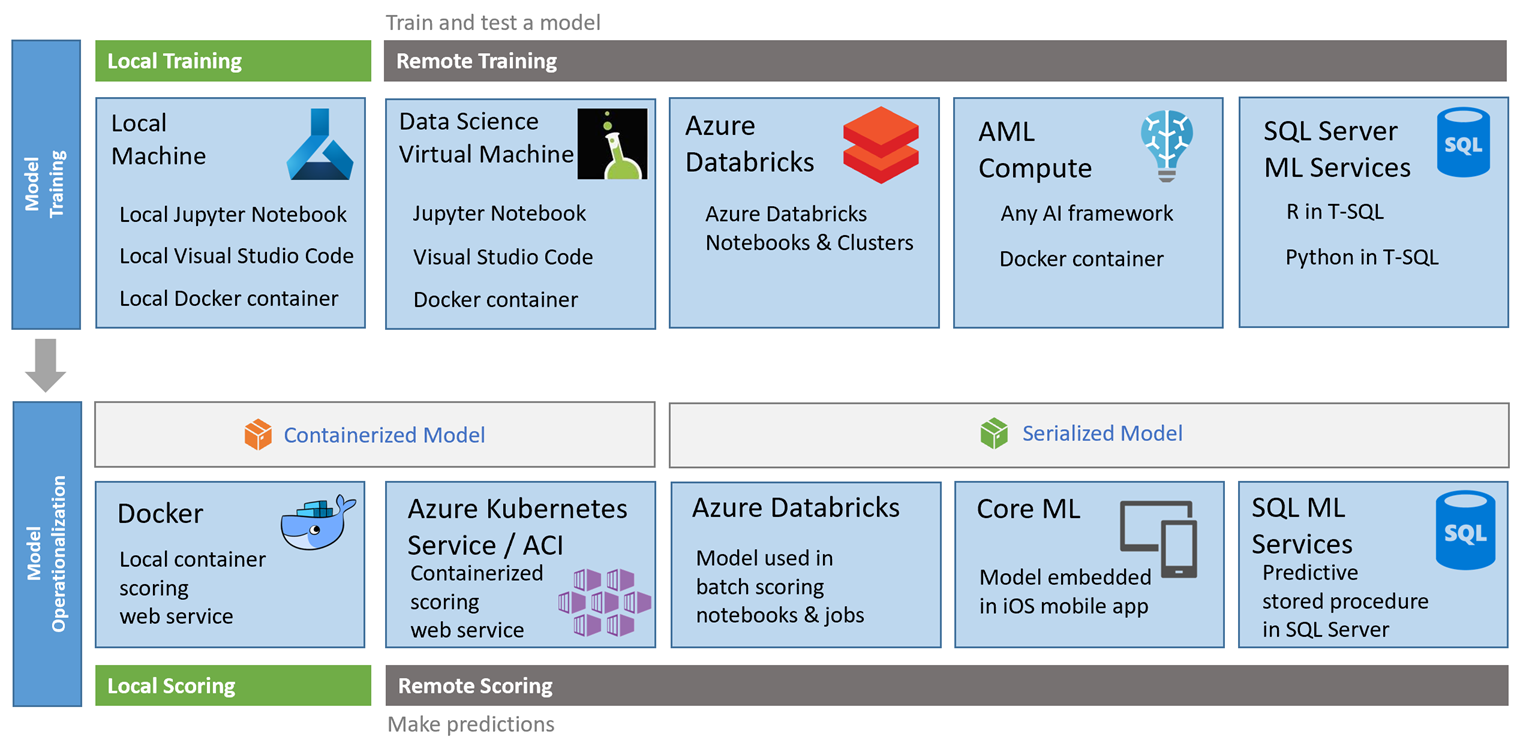 Train and test a model
Model
Training
Local Training
Remote Training
Local
Machine
Local Jupyter Notebook
Local Visual Studio Code
Local Docker container
Data Science
Virtual Machine
Jupyter Notebook
Visual Studio Code
Docker container
Azure
Databricks
Azure Databricks
Notebooks & Clusters
AML
Compute
Any AI framework
Docker container
SQL Server
ML Services
SQL
R in T-SQL
Python in T-SQL
Model
Operationalization
Containerized Model
Serialized Model
Docker
Local container
scoring
web service
Azure Kubernetes
Service / ACI
Containerized
scoring
web service
Azure Databricks
Model used in
batch scoring
notebooks & jobs
Core ML
Model embedded
in iOS mobile app
SQL ML
Services
SQL
Predictive
stored procedure
in SQL Server
Local Scoring
Remote Scoring
Make predictions